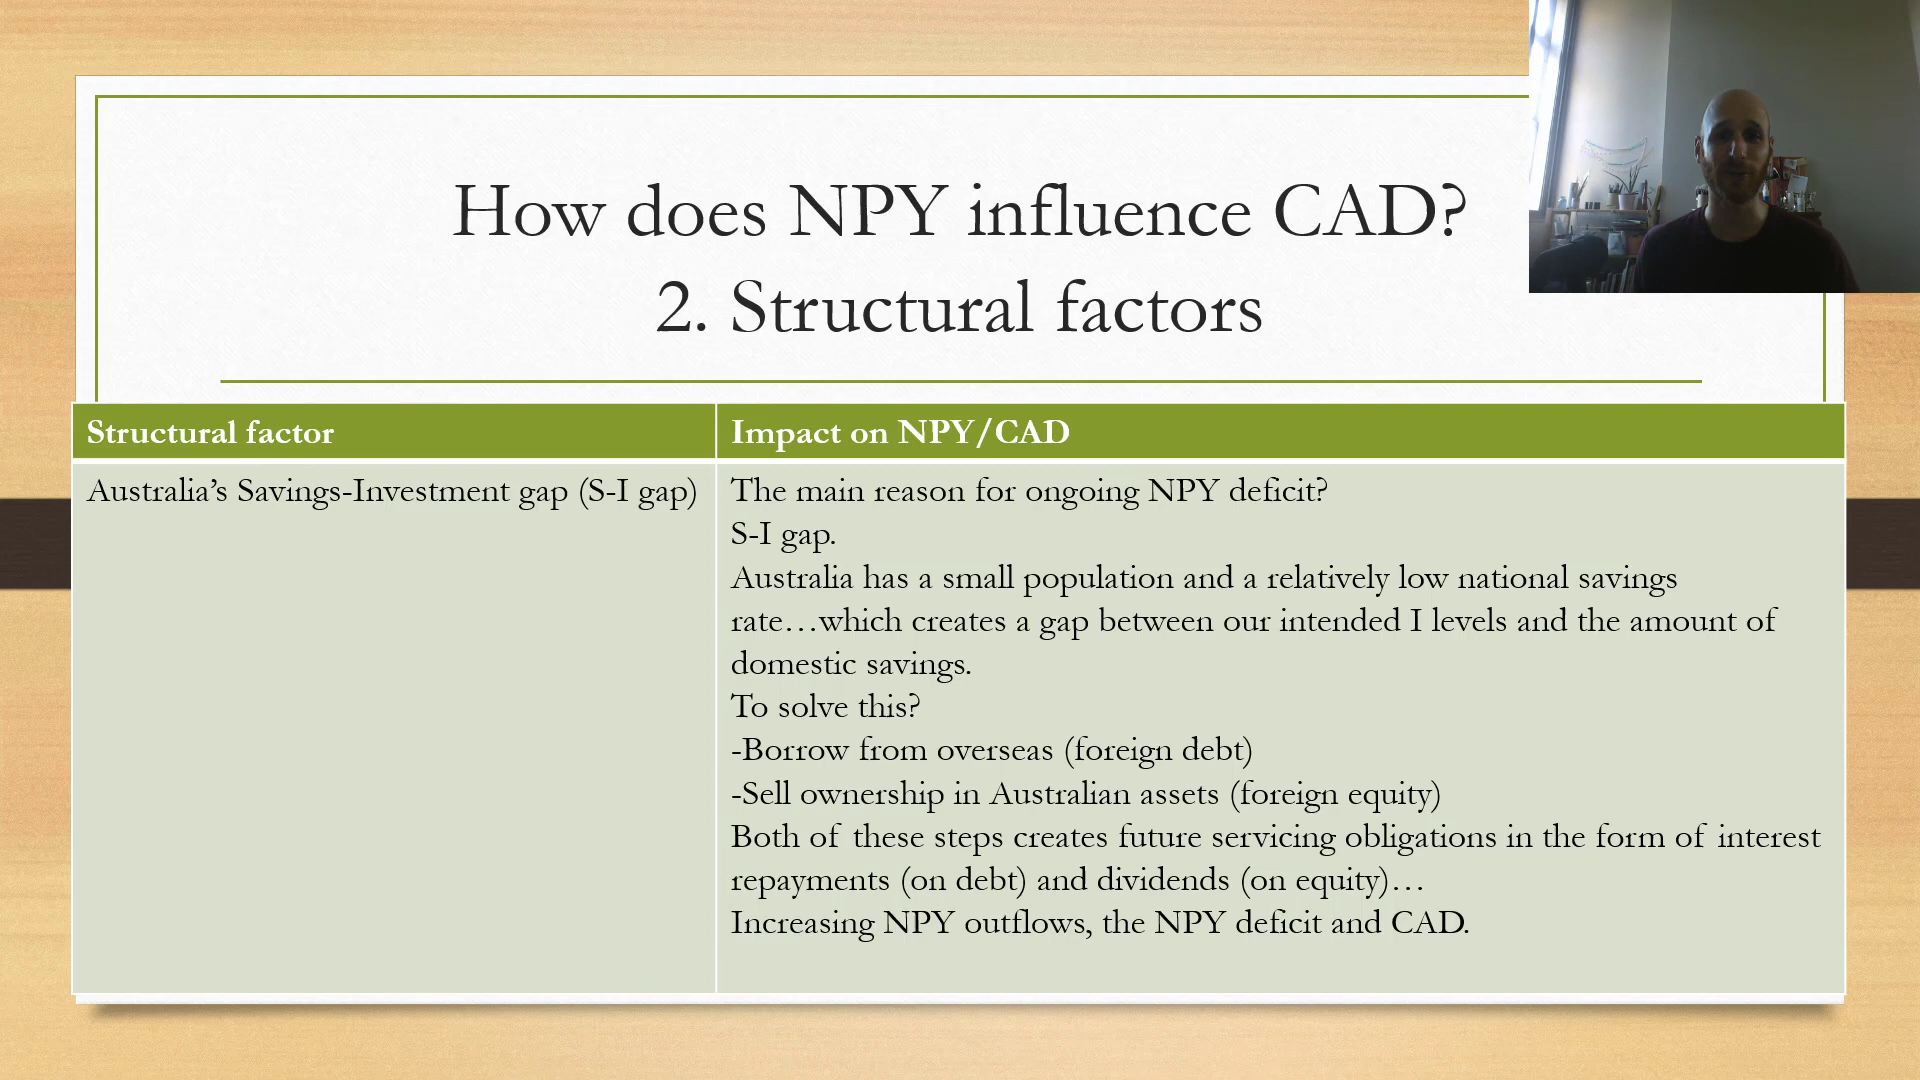 How does NPY influence CAD?
2. Structural factors
Structural factor
Impact on NPY/CAD
Australia’s Savings-Investment gap (S-I gap)
The main reason for ongoing NPY deficit?
S-I gap.
Australia has a small population and a relatively low national savings
rate…which creates a gap between our intended I levels and the amount of
domestic savings.
To solve this?
-Borrow from overseas (foreign debt)
-Sell ownership in Australian assets (foreign equity)
Both of these steps creates future servicing obligations in the form of interest
repayments (on debt) and dividends (on equity)…
Increasing NPY outflows, the NPY deficit and CAD.